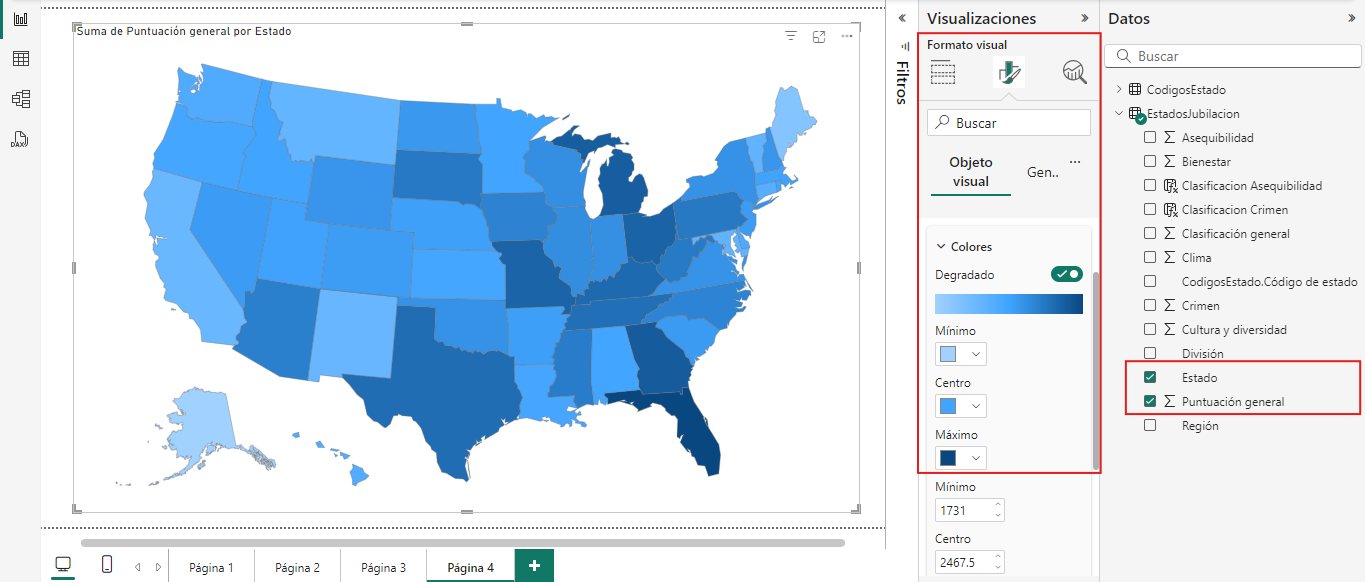 Suma de Puntuación general por Estado
Filtros
Visualizaciones
Formato visual
Buscar
Objeto
visual
Gen..
Colores
Degradado
Mínimo
Centro
Máximo
Mínimo
1731
Centro
2467.5
Datos
Buscar
CodigosEstado
EstadosJubilacion
Asequibilidad
Bienestar
Clasificacion Asequibilidad
Clasificacion Crimen
Clasificación general
Clima
CodigosEstado.Código de estado
Crimen
Cultura y diversidad
División
Estado
Puntuación general
Región
DAX
Página 1
Página 2
Página 3
Página 4